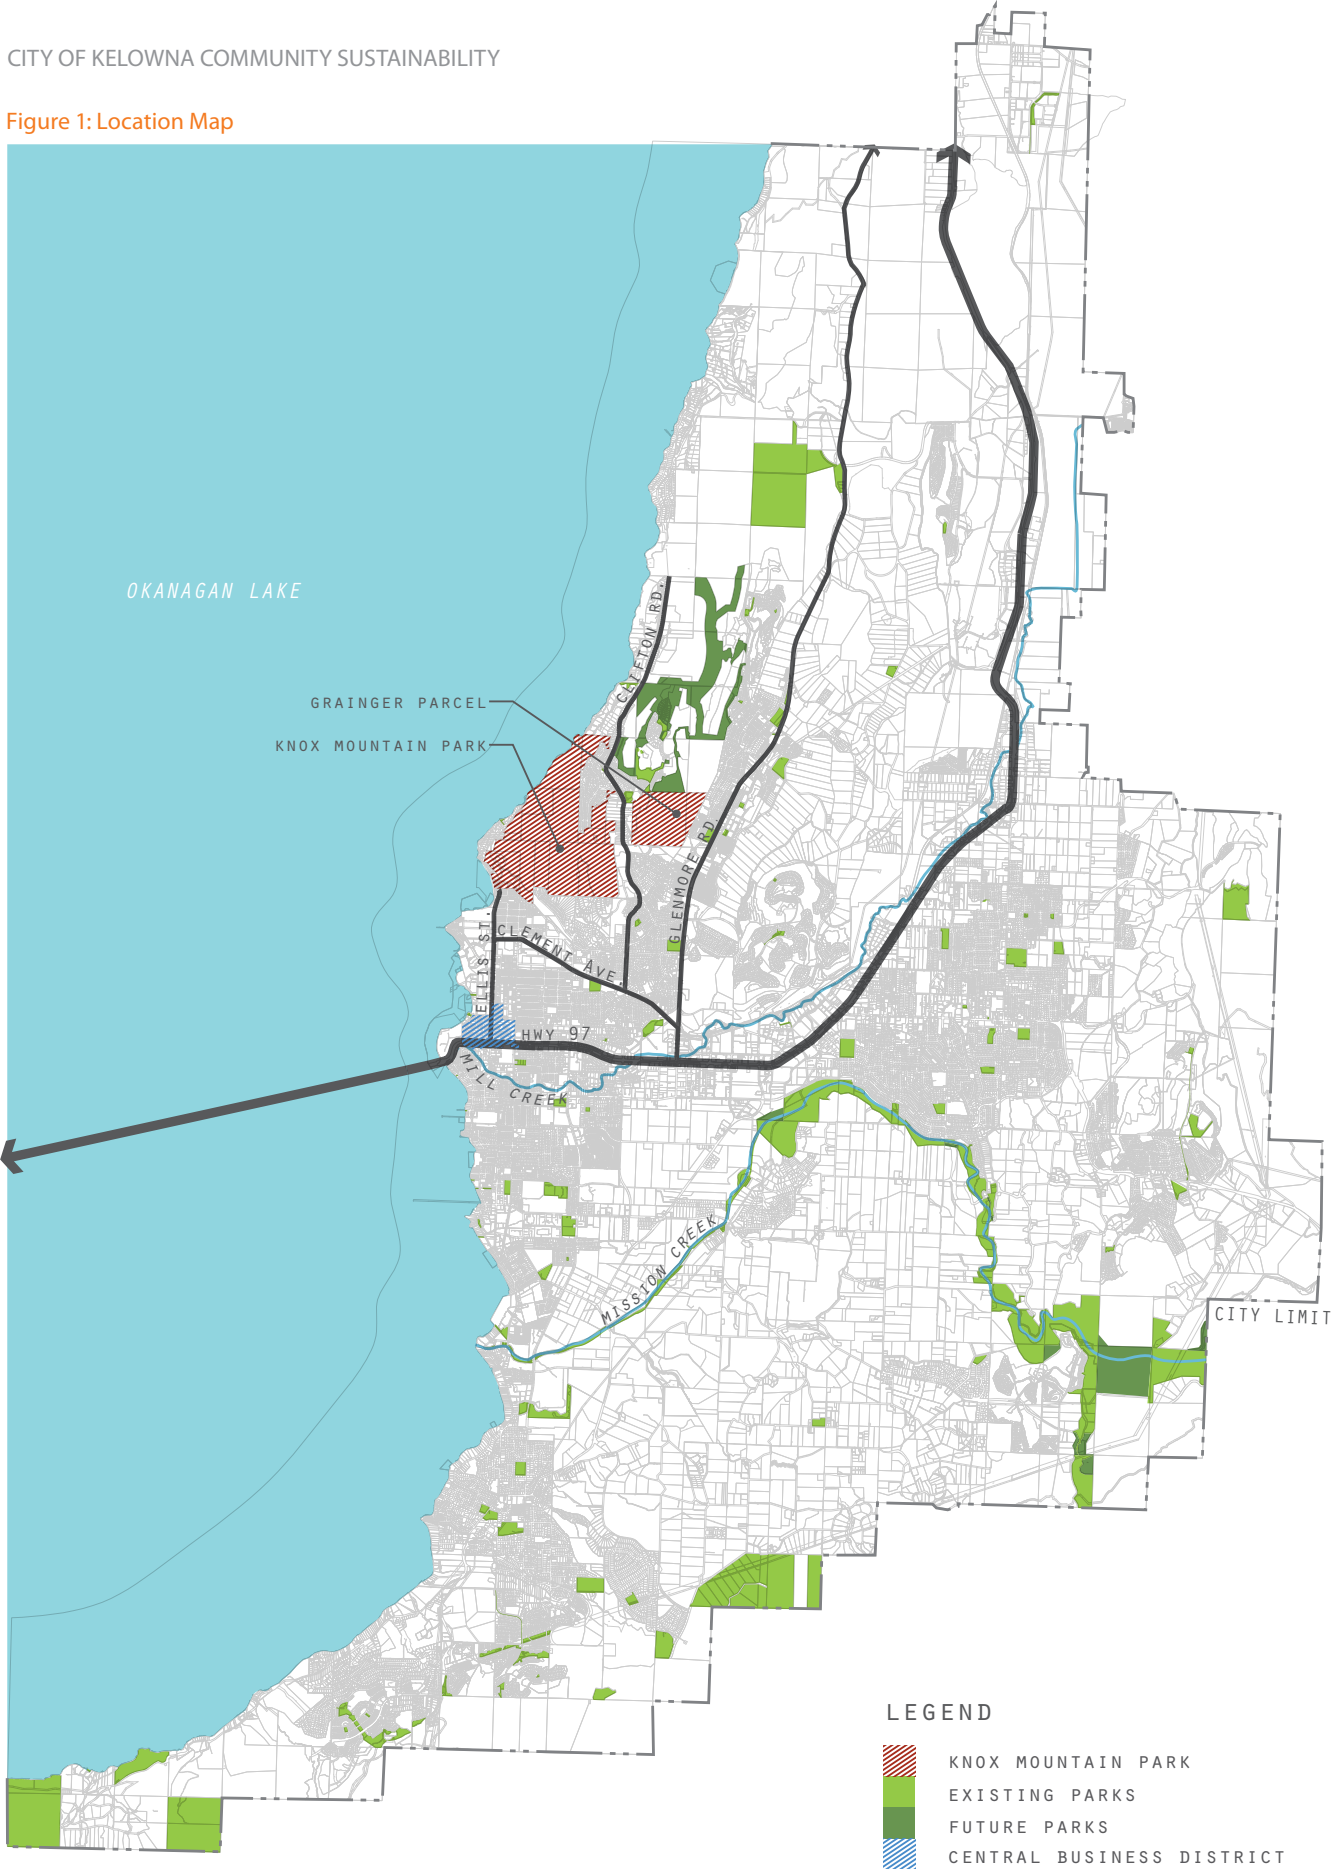 CITY OF KELOWNA COMMUNITY SUSTAINABILITY
Figure 1: Location Map
OKANAGAN LAKE
CLIFTON RD.
GRAINGER PARCEL
KNOX MOUNTAIN PARK
GLENMORE RD.
ELLIS ST.
CLEMENT AVE.
HWY 97
MILL CREEK
MISSION CREEK
CITY LIMIT
LEGEND
KNOX MOUNTAIN PARK
EXISTING PARKS
FUTURE PARKS
CENTRAL BUSINESS DISTRICT